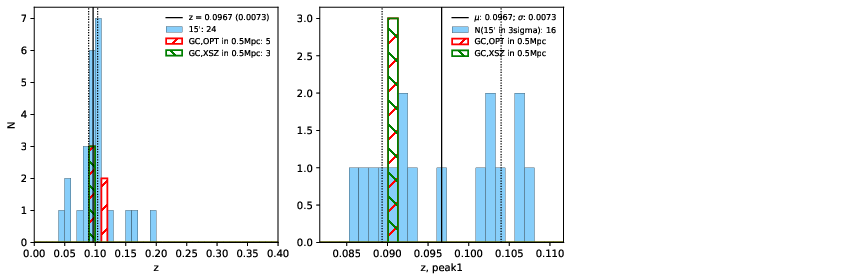 z = 0.0967 (0.0073)
15': 24
GC,OPT in 0.5Mpc: 5
GC,XSZ in 0.5Mpc: 3
7
6
5
4
3
2
1
0
N
0.00 0.05 0.10 0.15 0.20 0.25 0.30 0.35 0.40
z
μ: 0.0967; σ: 0.0073
N(15' in 3sigma): 16
GC,OPT in 0.5Mpc
GC,XSZ in 0.5Mpc
3.0
2.5
2.0
1.5
1.0
0.5
0.0
0.085 0.090 0.095 0.100 0.105 0.110
z, peak1